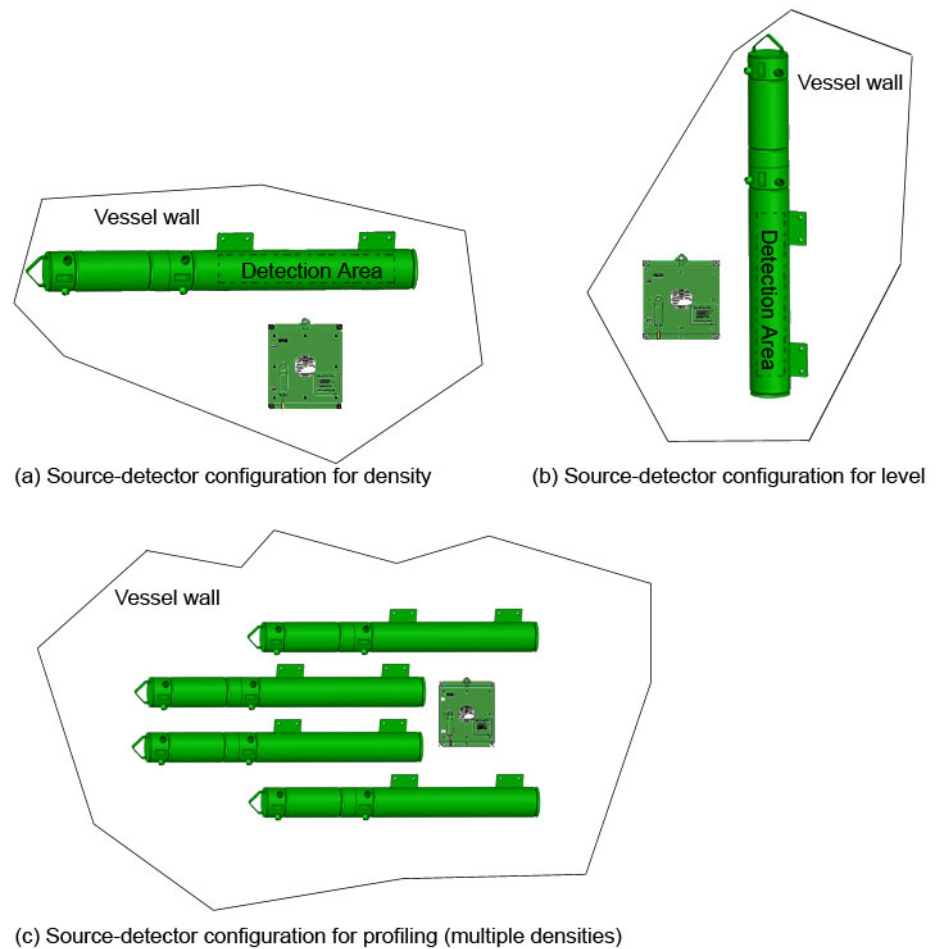 Vessel wall
Vessel wall
Detection Area
Detection Area
(a) Source-detector configuration for density
(b) Source-detector configuration for level
Vessel wall
(c) Source-detector configuration for profiling (multiple densities)